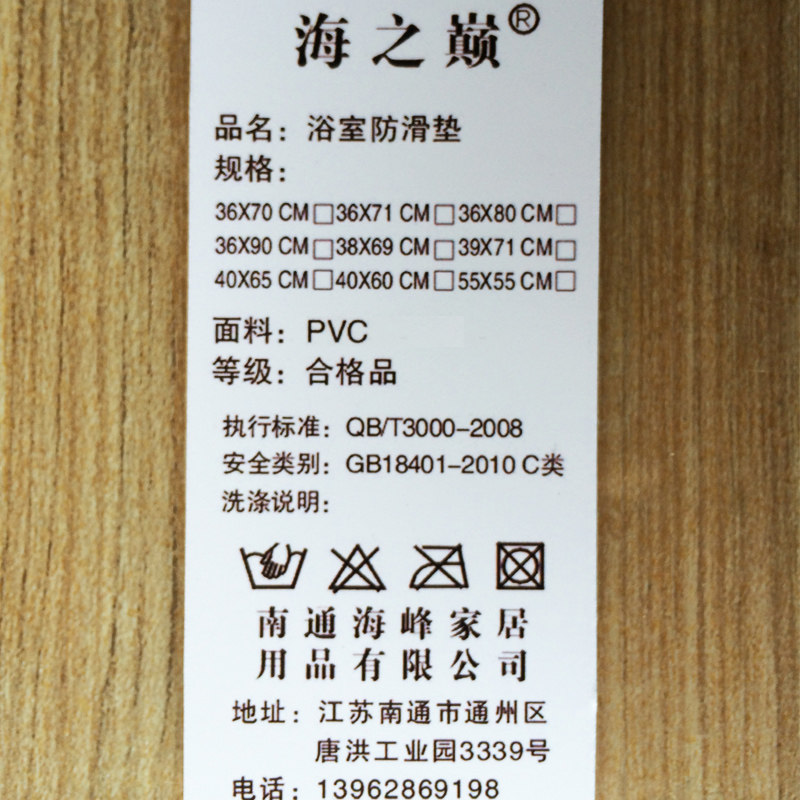 海之巅®
品名：浴室防滑垫
规格：
36X70 CM□36X71 CM□36X80 CM□
36X90 CM□38X69 CM□39X71 CM□
40X65 CM□40X60 CM□55X55 CM□
面料：PVC
等级：合格品
执行标准：QB/T3000-2008
安全类别：GB18401-2010 C类
洗涤说明：
南通海峰家居
用品有限公司
地址：江苏南通市通州区
唐洪工业园3339号
电话：13962869198